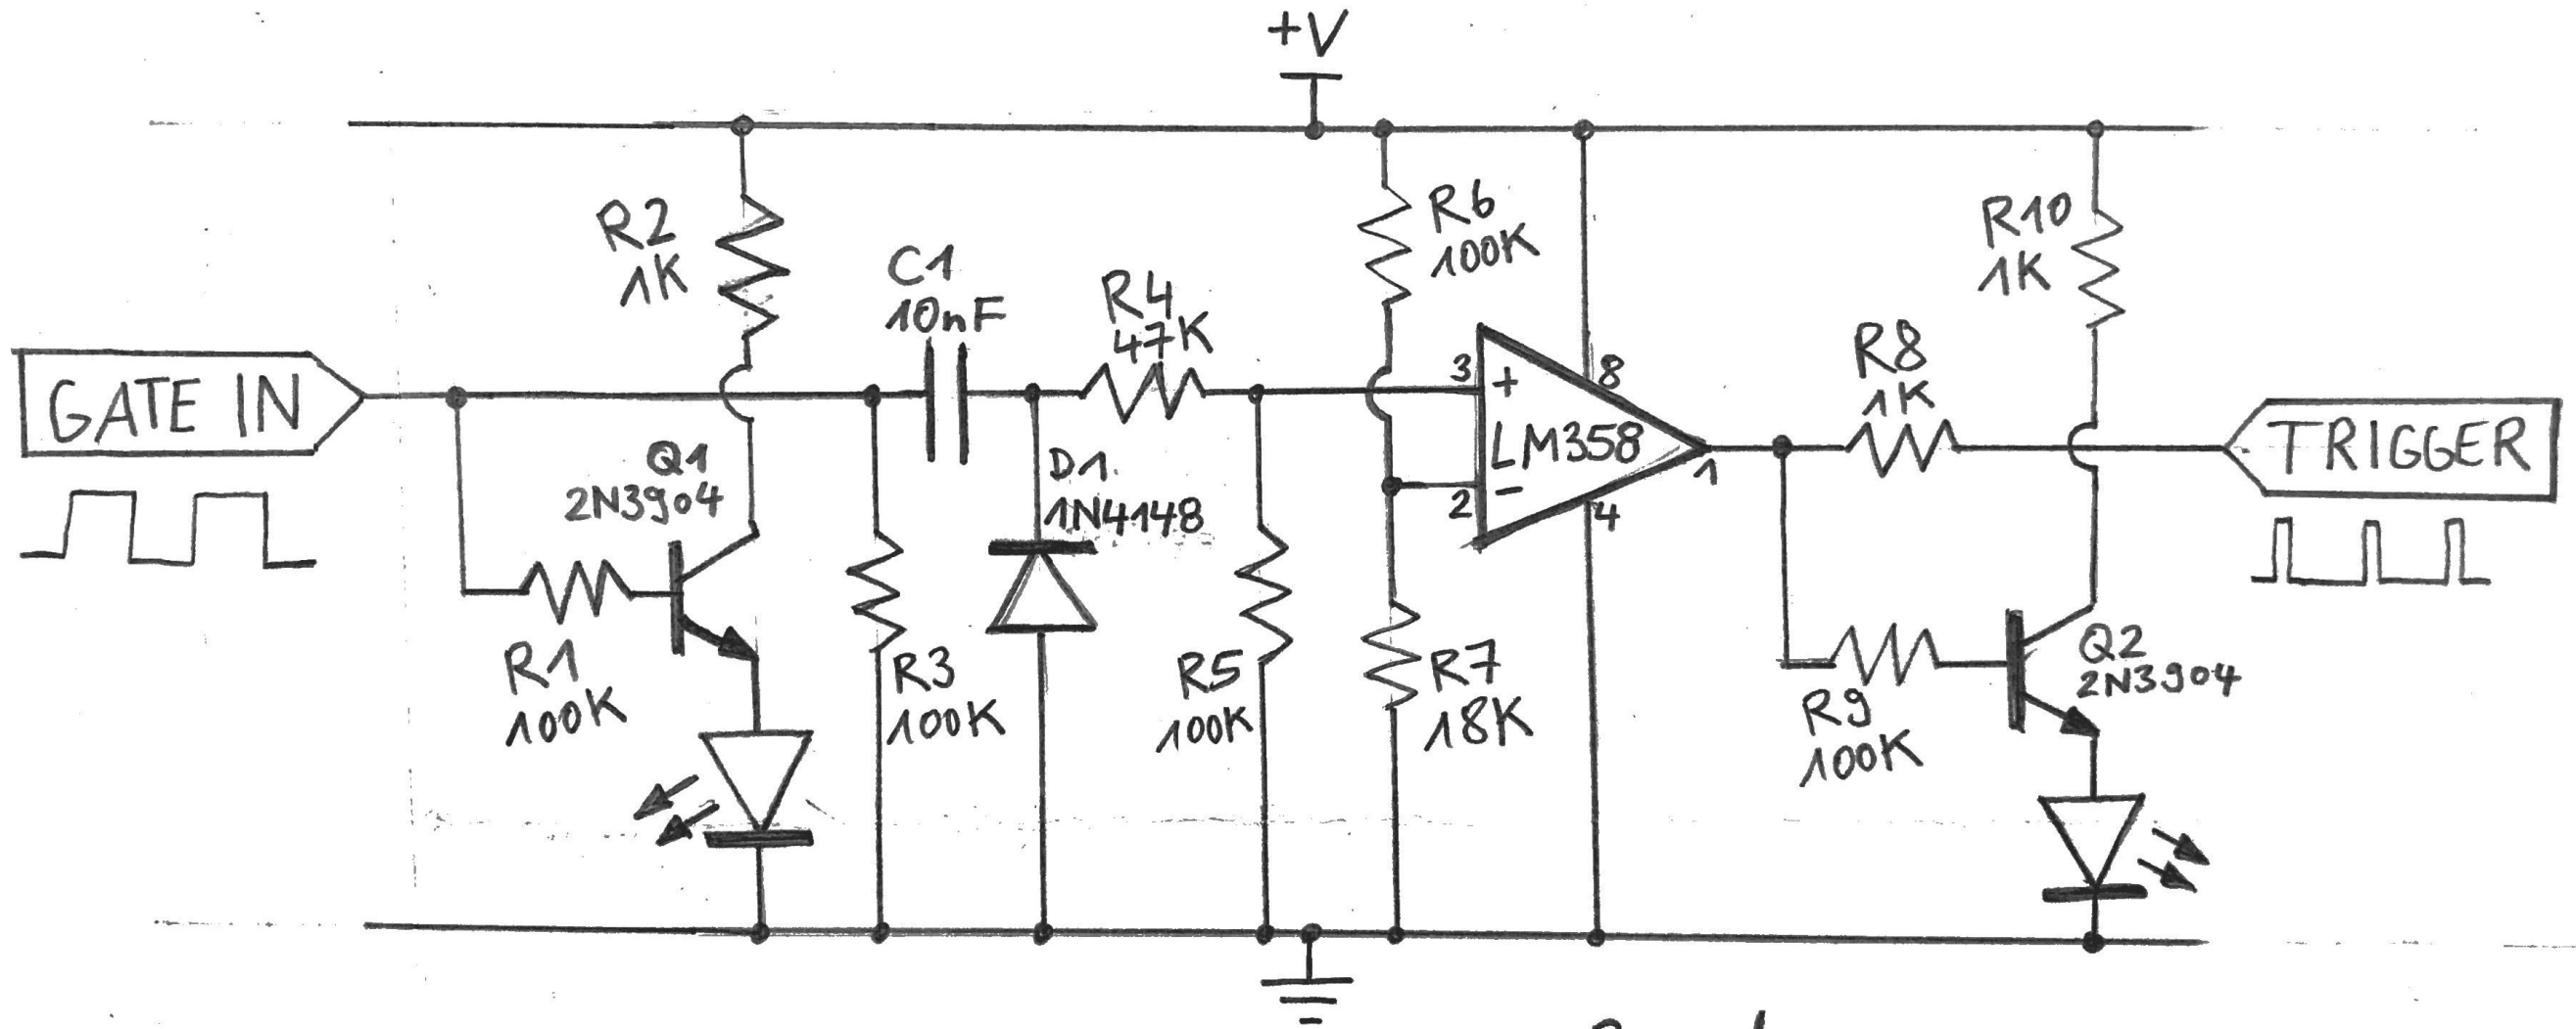 +V
R2
1K
C1
10nF
R4
47K
R6
100K
R10
1K
GATE IN
Q1
2N3904
D1
1N4148
3
+
8
LM358
2
-
4
1
R8
1K
TRIGGER
R1
100K
R3
100K
R5
100K
R7
18K
R9
100K
Q2
2N3904